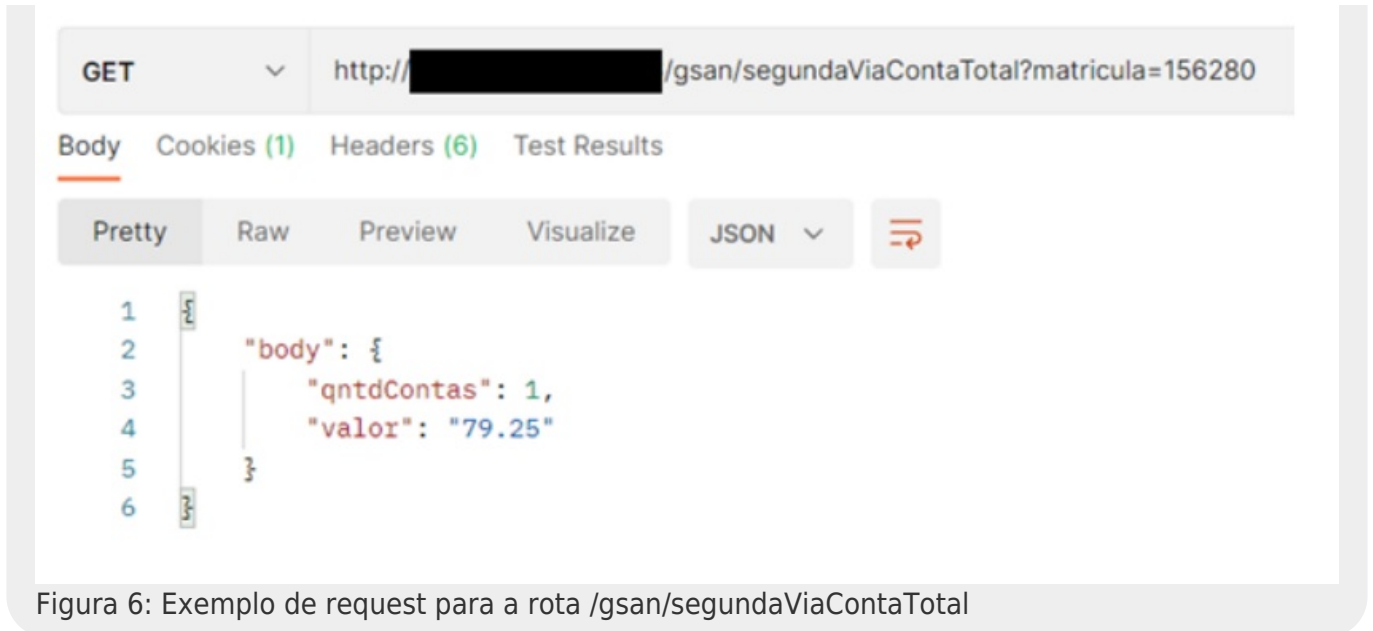 GET http:// /gsan/segundaViaContaTotal?matricula=156280
Body Cookies (1) Headers (6) Test Results
Pretty Raw Preview Visualize JSON
1 {
2 "body": {
3 "qntdContas": 1,
4 "valor": "79.25"
5 }
6 }
Figura 6: Exemplo de request para a rota /gsan/segundaViaContaTotal